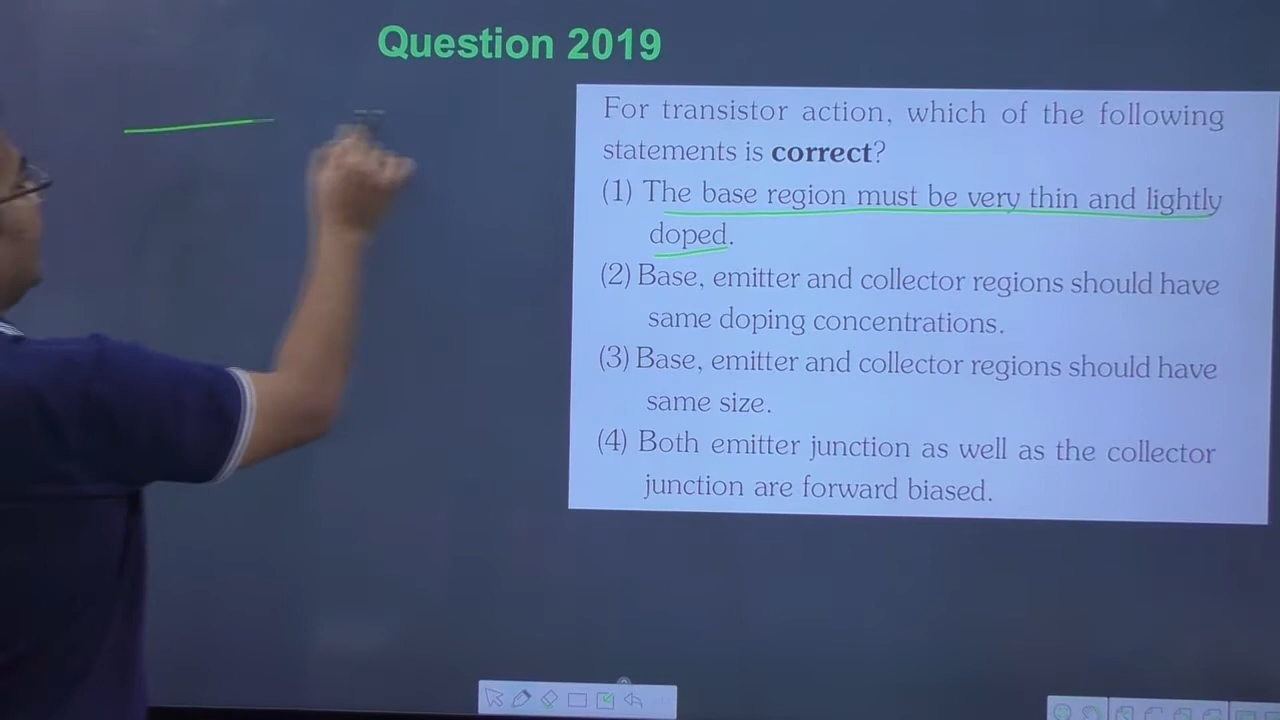 Question 2019
For transistor action, which of the following
statements is correct?
(1) The base region must be very thin and lightly
doped.
(2) Base, emitter and collector regions should have
same doping concentrations.
(3) Base, emitter and collector regions should have
same size.
(4) Both emitter junction as well as the collector
junction are forward biased.